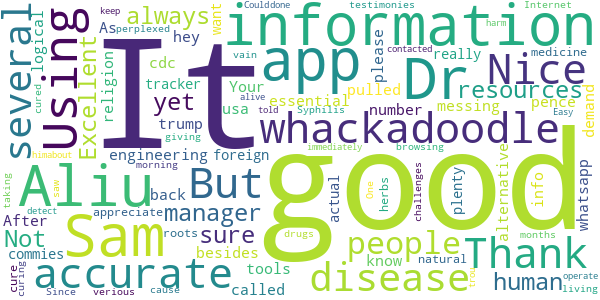 Coulddone testimonies Internet
keep As perplexed hey always want contacted harm
several logical Using It information
Excellent religion cdc vain tracker Your usa yet trump
app please really essential pulled number messing
Dr Nice resources pence medicine demand
cured alive told Syphilis giving whackadoodle Easy
engineering foreign morning immediately browsing
himabout Aliu But back manager appreciate roots
good One actual info plenty herbs challenges alternative whatsapp
taking saw After Not Sam sure besides people know natural Thank
commies detect accurate tools called disease drugs months human
cure curing Since verious cause trop operate living